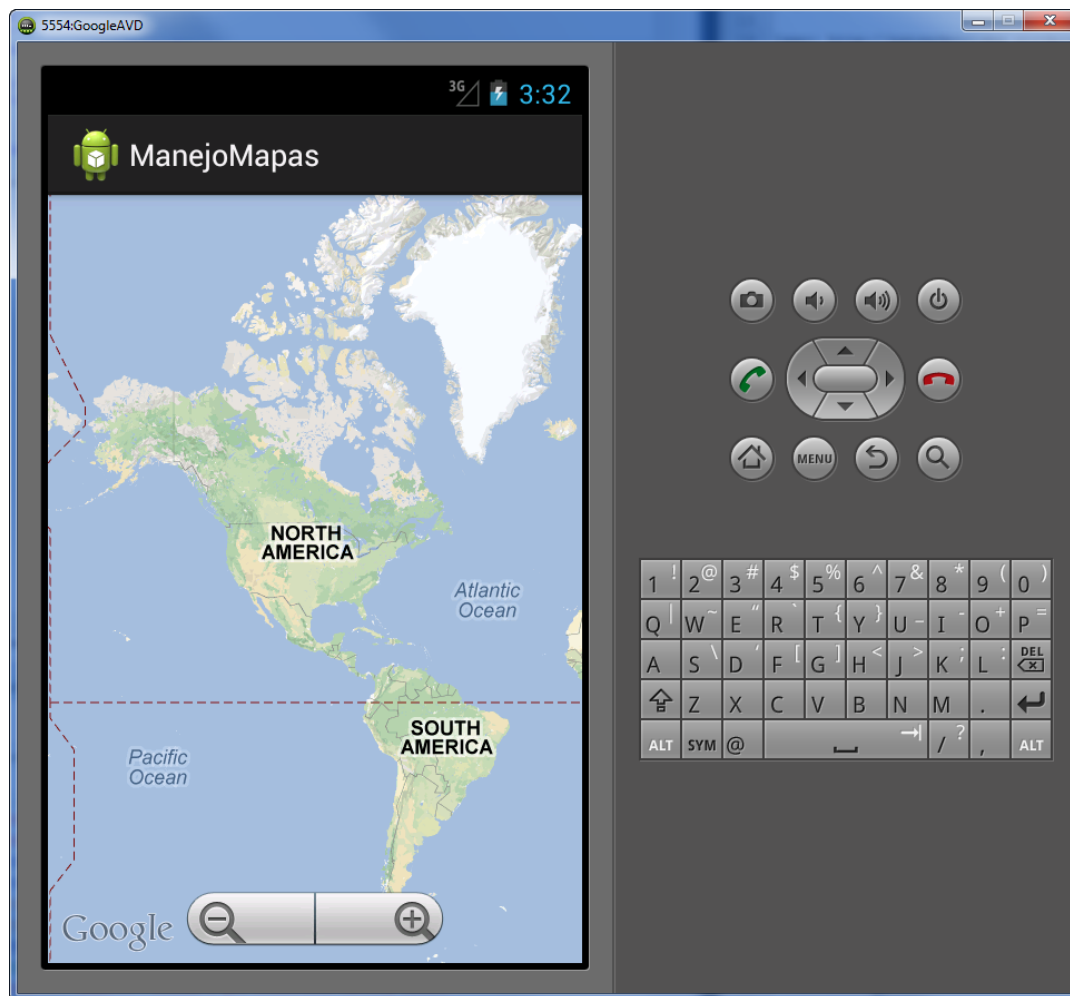 5554:GoogleAVD
3G 3:32
ManejoMapas
NORTH
AMERICA
Atlantic
Ocean
SOUTH
AMERICA
Pacific
Ocean
Google
MENU
1 ! 2 @ 3 # 4 $ 5 % 6 ^ 7 & 8 * 9 ( 0 )
Q | W ~ E “ R ` T { Y } U _ I - O + P =
A S \ D ‘ F [ G ] H < J > K ; L : DEL
Z X C V B N M .
ALT SYM @ / ? , ALT